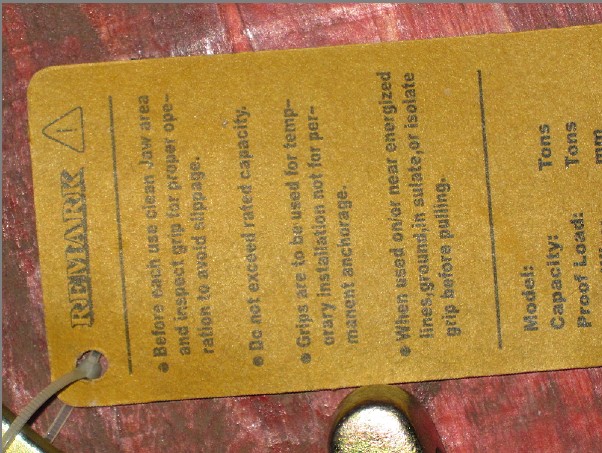 REMARK
● Before each use clean Jaw area
and inspect grip for proper ope-
ration to avoid slippage.
● Do not exceed rated capacity.
● Grips are to be used for temp-
orary installation not for per-
manent anchorage.
● When used on/or near energized
lines,ground,in sulate,or isolate
grip before pulling.
Model:
Capacity: Tons
Proof Load: Tons
mm